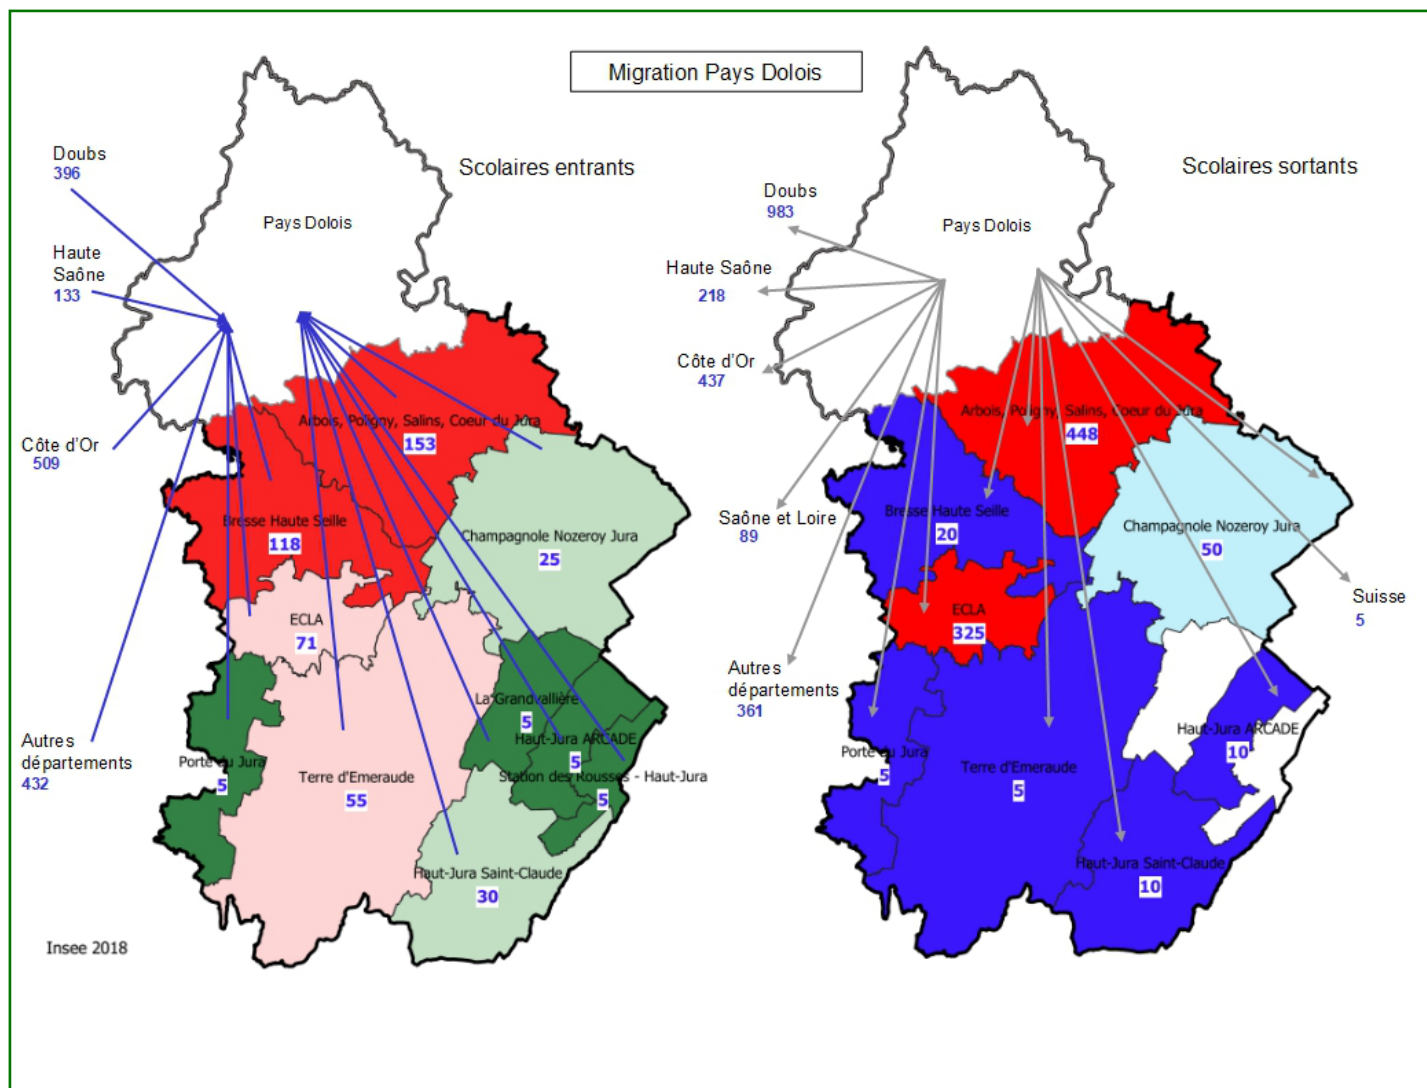 Migration Pays Dolois
Scolaires entrants
Doubs
396
Pays Dolois
Haute
Saône
133
Arbois, Poligny, Salins, Coeur du Jura
153
Côte d'Or
509
Bresse Haute Seille
118
Champagnole Nozeroy Jura
25
ECLA
71
La Grandvallière
5
Haut-Jura ARCADE
5
Station des Rousses - Haut-Jura
5
Autres
départements
432
Porte du Jura
5
Terre d'Emeraude
55
Haut-Jura Saint-Claude
30
Insee 2018
Scolaires sortants
Doubs
983
Pays Dolois
Haute Saône
218
Côte d'Or
437
Arbois, Poligny, Salins, Coeur du Jura
448
Saône et Loire
89
Bresse Haute Seille
20
Champagnole Nozeroy Jura
50
Suisse
5
ECLA
325
Autres
départements
361
Haut-Jura ARCADE
10
Porte du Jura
5
Terre d'Emeraude
5
Haut-Jura Saint-Claude
10